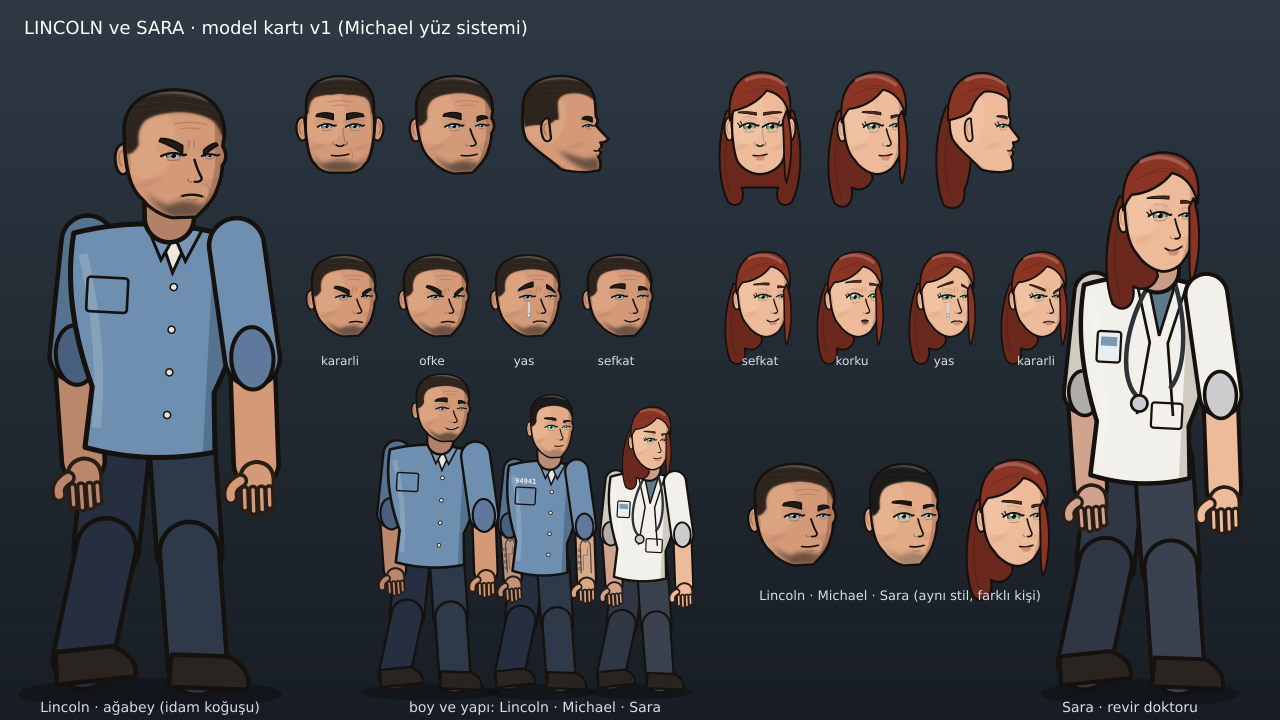 LINCOLN ve SARA · model kartı v1 (Michael yüz sistemi)
kararli
ofke
yas
sefkat
sefkat
korku
yas
kararli
94941
Lincoln · Michael · Sara (aynı stil, farklı kişi)
Lincoln · ağabey (idam koğuşu)
boy ve yapı: Lincoln · Michael · Sara
Sara · revir doktoru